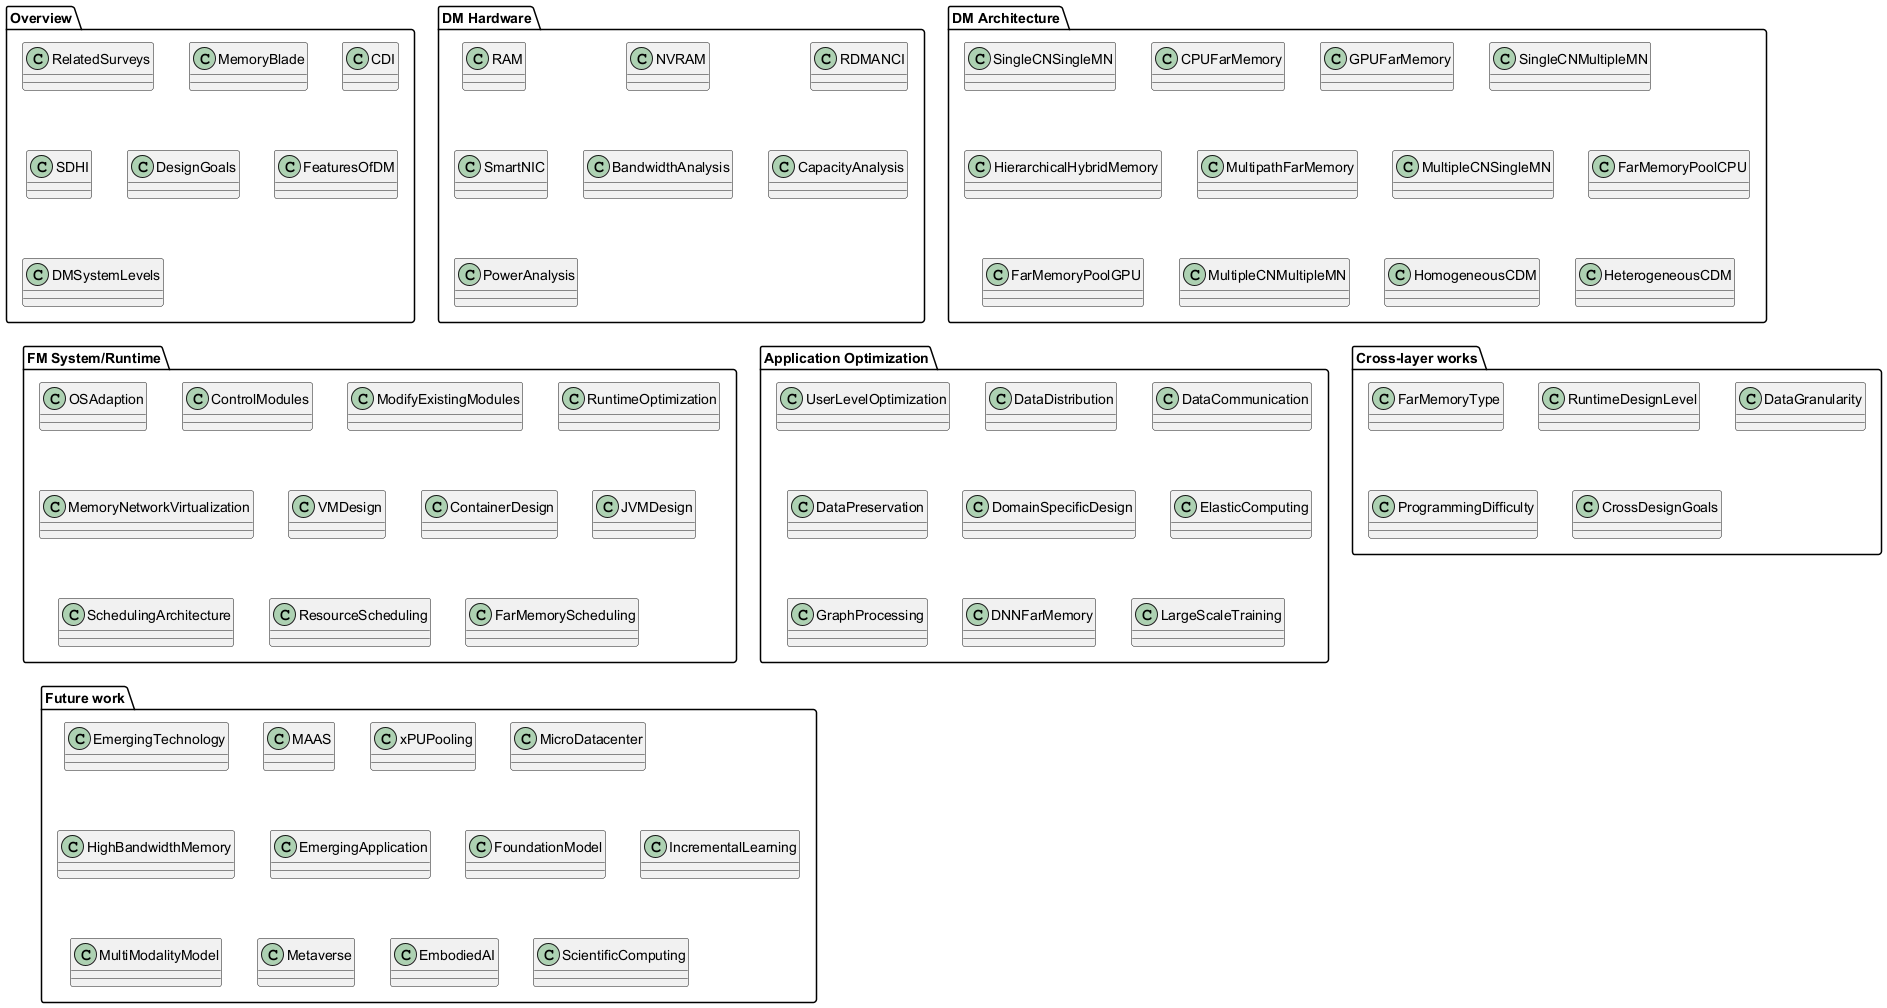 Overview
C RelatedSurveys
C MemoryBlade
C CDI
C SDHI
C DesignGoals
C FeaturesOfDM
C DMSystemLevels
DM Hardware
C RAM
C NVRAM
C RDMANCI
C SmartNIC
C BandwidthAnalysis
C CapacityAnalysis
C PowerAnalysis
DM Architecture
C SingleCNSingleMN
C CPUFarMemory
C GPUFarMemory
C SingleCNMultipleMN
C HierarchicalHybridMemory
C MultipathFarMemory
C MultipleCNSingleMN
C FarMemoryPoolCPU
C FarMemoryPoolGPU
C MultipleCNMultipleMN
C HomogeneousCDM
C HeterogeneousCDM
FM System/Runtime
C OSAdaption
C ControlModules
C ModifyExistingModules
C RuntimeOptimization
C MemoryNetworkVirtualization
C VMDesign
C ContainerDesign
C JVMDesign
C SchedulingArchitecture
C ResourceScheduling
C FarMemoryScheduling
Application Optimization
C UserLevelOptimization
C DataDistribution
C DataCommunication
C DataPreservation
C DomainSpecificDesign
C ElasticComputing
C GraphProcessing
C DNNFarMemory
C LargeScaleTraining
Cross-layer works
C FarMemoryType
C RuntimeDesignLevel
C DataGranularity
C ProgrammingDifficulty
C CrossDesignGoals
Future work
C EmergingTechnology
C MAAS
C xPUPooling
C MicroDatacenter
C HighBandwidthMemory
C EmergingApplication
C FoundationModel
C IncrementalLearning
C MultiModalityModel
C Metaverse
C EmbodiedAI
C ScientificComputing